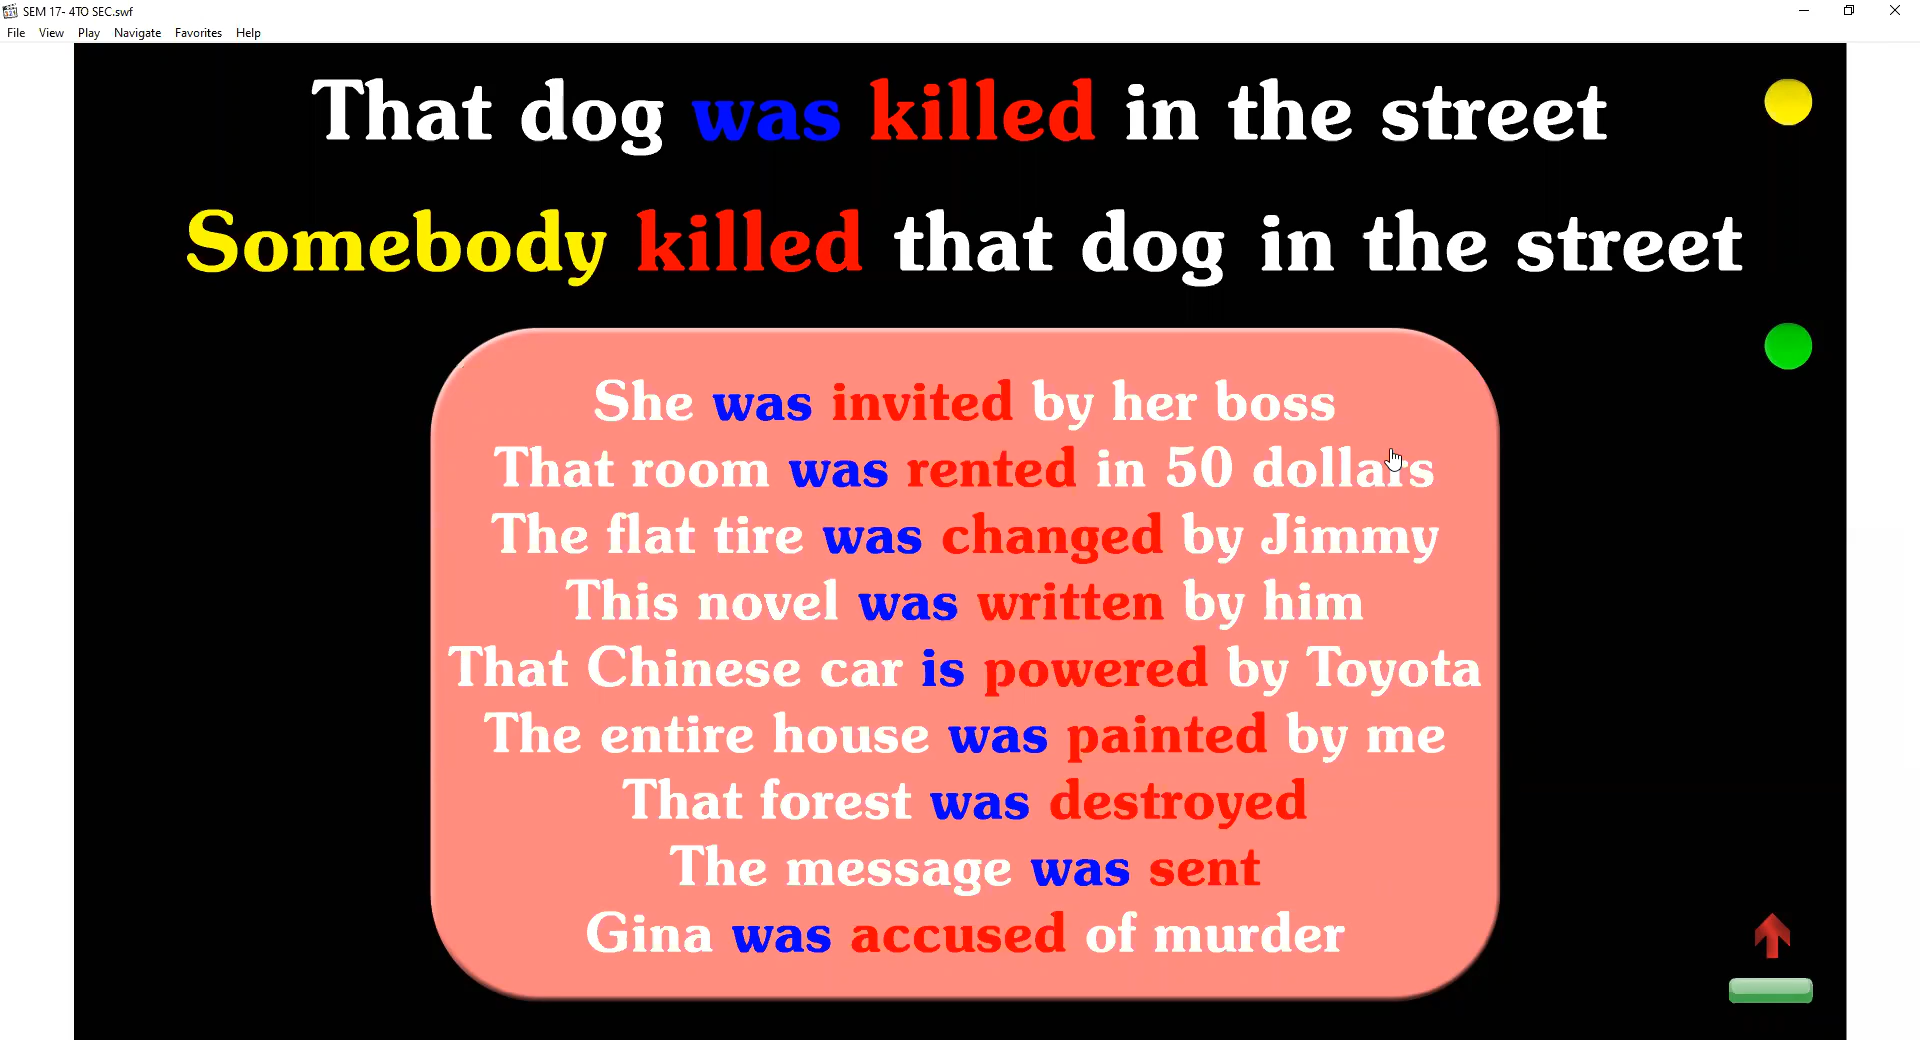 SEM 17- 4TO SEC.swf
File View Play Navigate Favorites Help
That dog was killed in the street
Somebody killed that dog in the street
She was invited by her boss
That room was rented in 50 dollars
The flat tire was changed by Jimmy
This novel was written by him
That Chinese car is powered by Toyota
The entire house was painted by me
That forest was destroyed
The message was sent
Gina was accused of murder